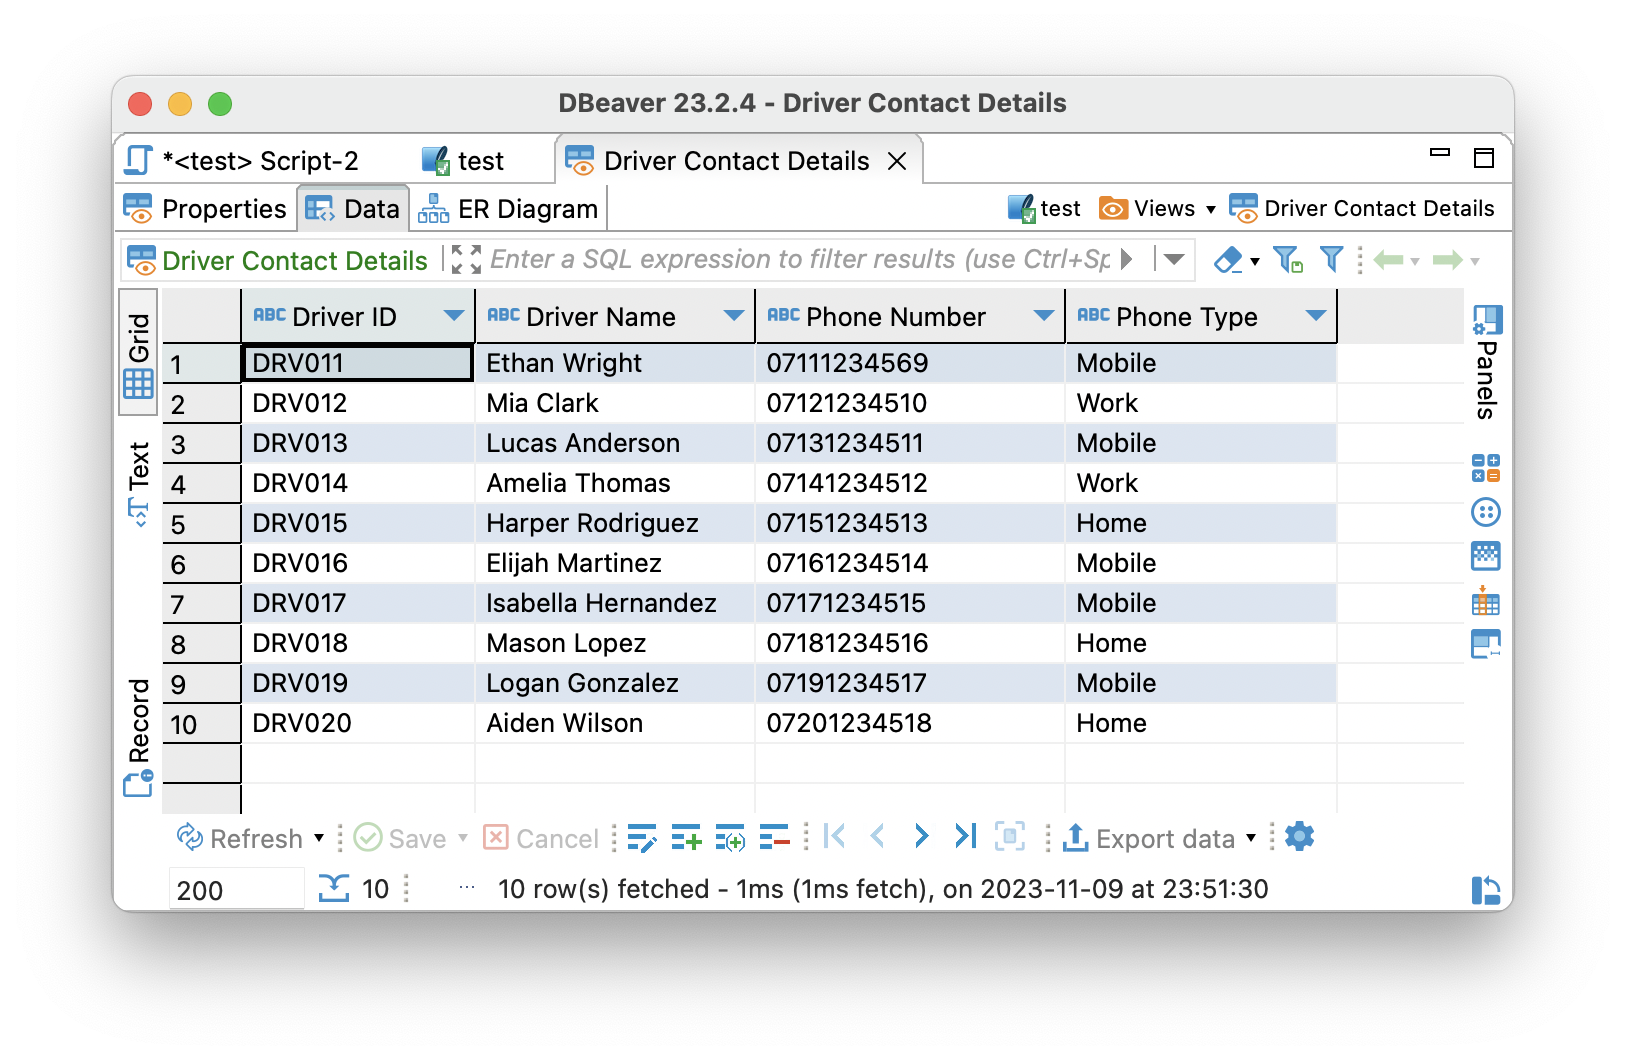 DBeaver 23.2.4 - Driver Contact Details
*<test> Script-2 test Driver Contact Details
Properties Data ER Diagram test Views Driver Contact Details
Driver Contact Details Enter a SQL expression to filter results (use Ctrl+Sp
Grid
Text
Record
ABC Driver ID ABC Driver Name ABC Phone Number ABC Phone Type
1 DRV011 Ethan Wright 07111234569 Mobile
2 DRV012 Mia Clark 07121234510 Work
3 DRV013 Lucas Anderson 07131234511 Mobile
4 DRV014 Amelia Thomas 07141234512 Work
5 DRV015 Harper Rodriguez 07151234513 Home
6 DRV016 Elijah Martinez 07161234514 Mobile
7 DRV017 Isabella Hernandez 07171234515 Mobile
8 DRV018 Mason Lopez 07181234516 Home
9 DRV019 Logan Gonzalez 07191234517 Mobile
10 DRV020 Aiden Wilson 07201234518 Home
Panels
Refresh Save Cancel Export data
200 10 ... 10 row(s) fetched - 1ms (1ms fetch), on 2023-11-09 at 23:51:30